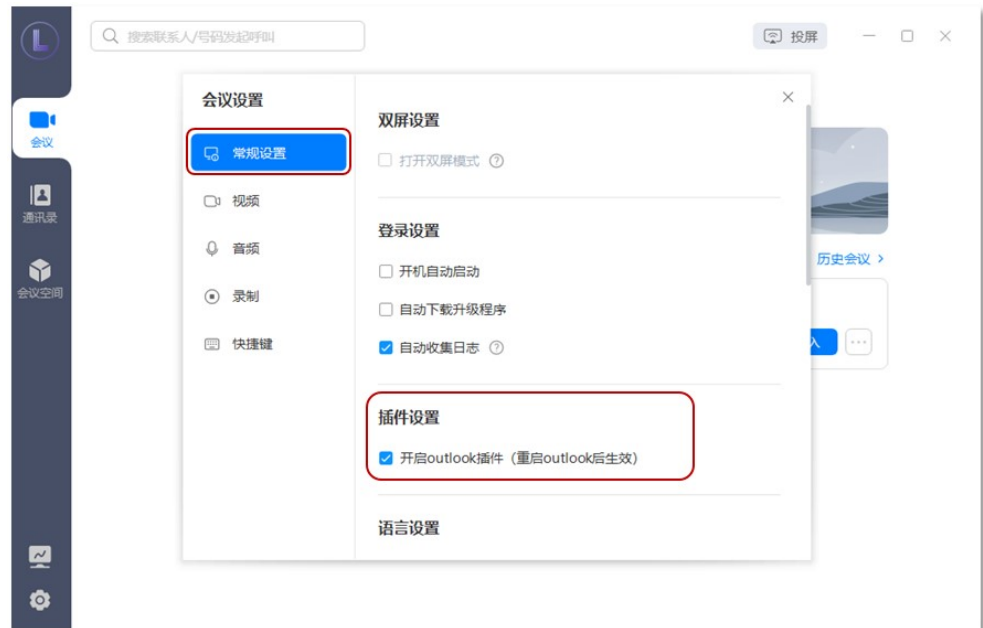 L
搜索联系人/号码发起呼叫
投屏
会议
通讯录
会议空间
会议设置
常规设置
视频
音频
录制
快捷键
双屏设置
打开双屏模式 ?
登录设置
开机自动启动
自动下载升级程序
自动收集日志 ?
插件设置
开启outlook插件（重启outlook后生效）
语言设置
历史会议 >
入